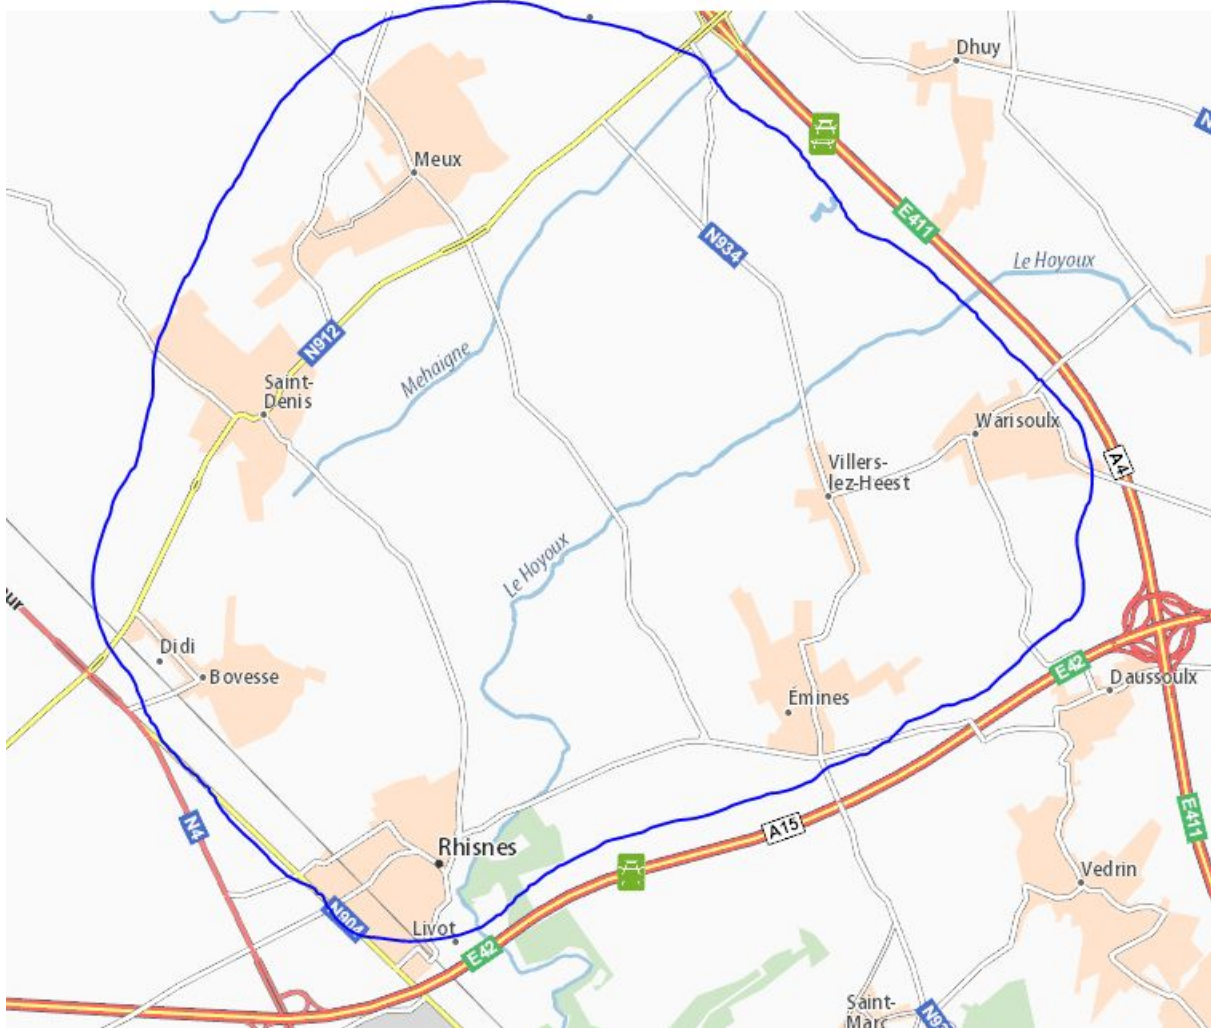 Dhuy
N
Meux
E411
N934
Le Hoyoux
N912
Mehaigne
Saint-
Denis
Warisoulx
Villers-
lez-Heest
A4
Le Hoyoux
ur
Didi
Bovesse
E42
Daussoulx
Émines
N4
A15
E411
Rhisnes
Vedrin
N904
Livot
E42
Saint-
Marc